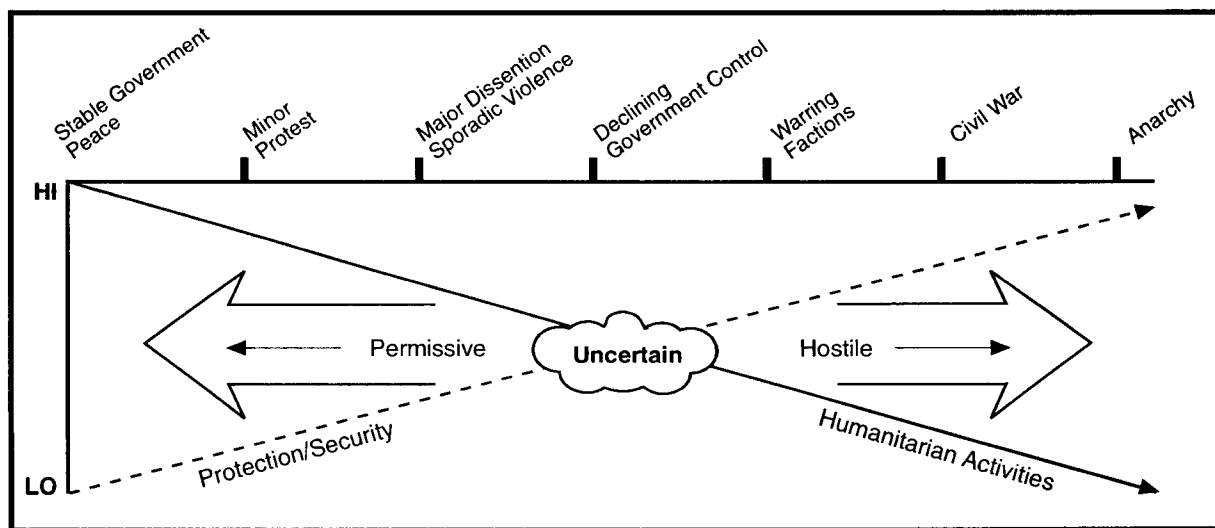 Stable Government
Peace
Minor
Protest
Major Dissention
Sporadic Violence
Declining
Government Control
Warring
Factions
Civil War
Anarchy
HI
Permissive
Uncertain
Hostile
Protection/Security
Humanitarian Activities
LO